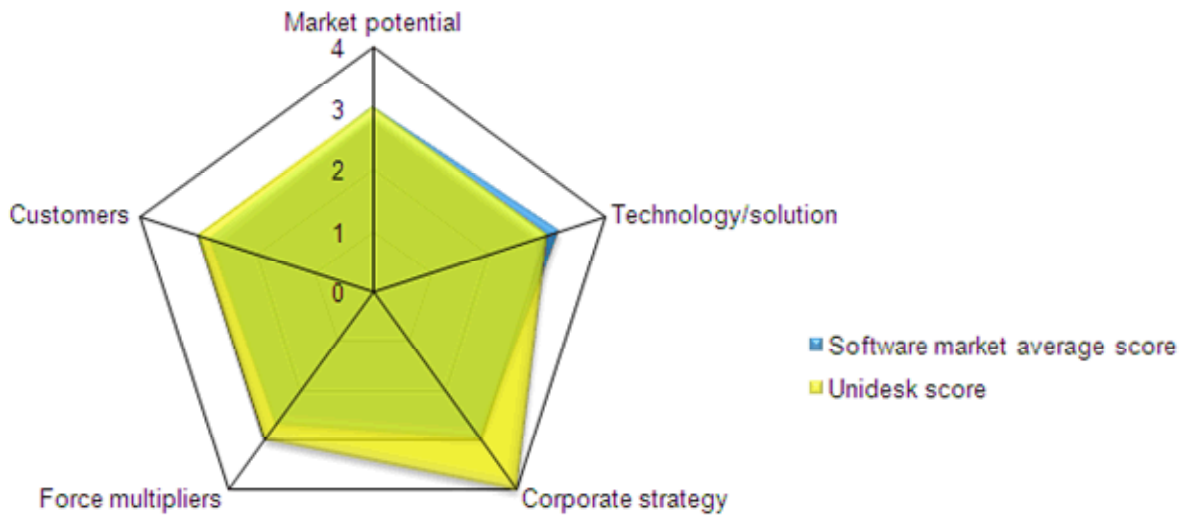 Market potential
4
3
2
1
0
Customers
Technology/solution
Software market average score
Unidesk score
Force multipliers
Corporate strategy